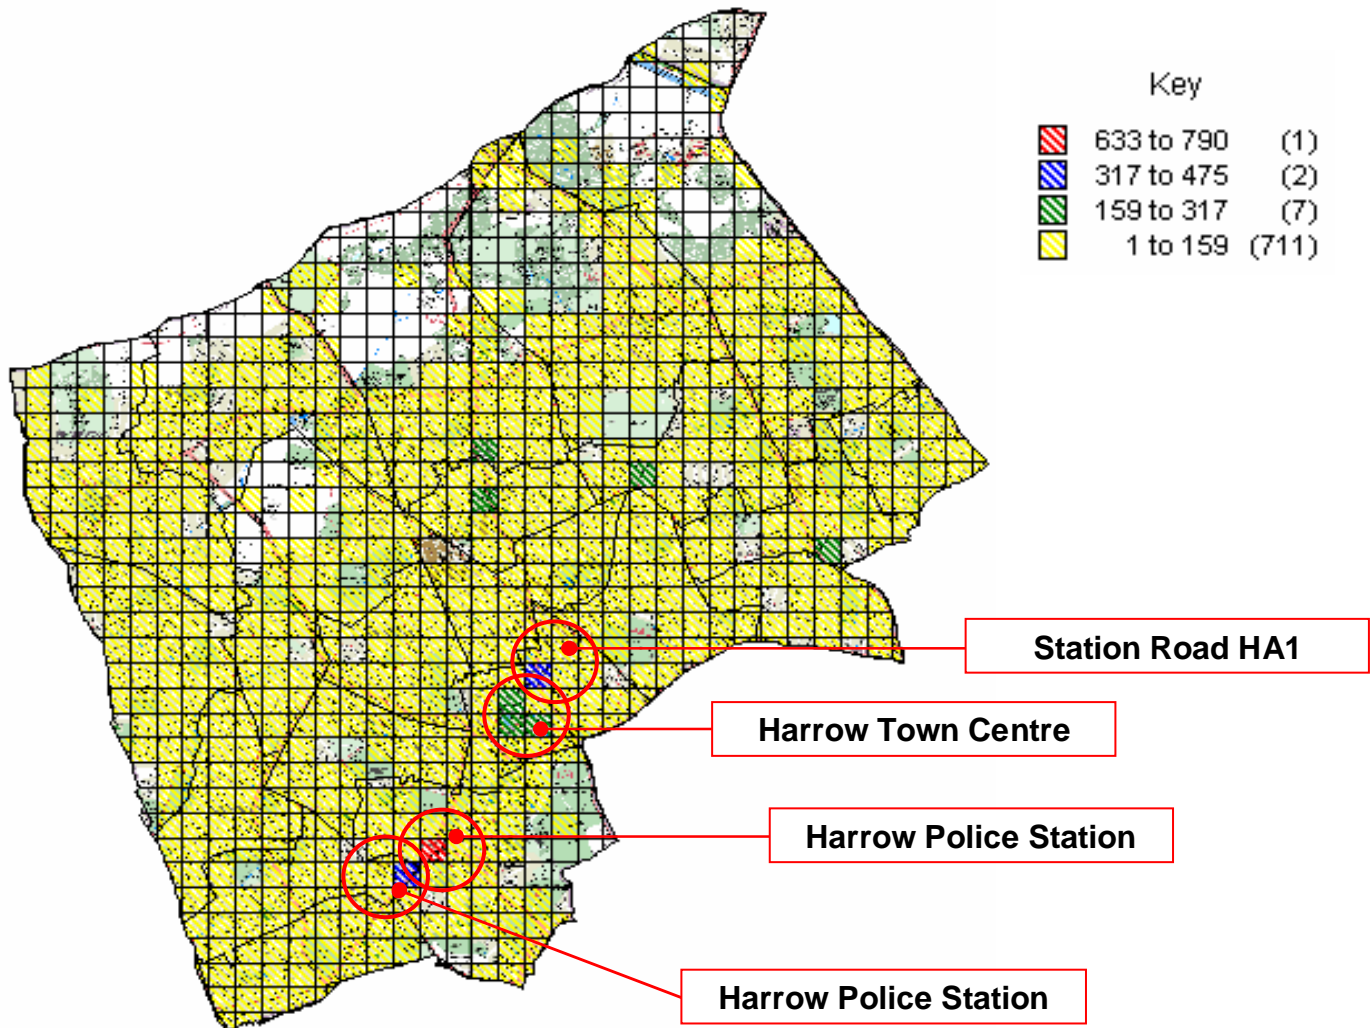 Key
633 to 790 (1)
317 to 475 (2)
159 to 317 (7)
1 to 159 (711)
Station Road HA1
Harrow Town Centre
Harrow Police Station
Harrow Police Station